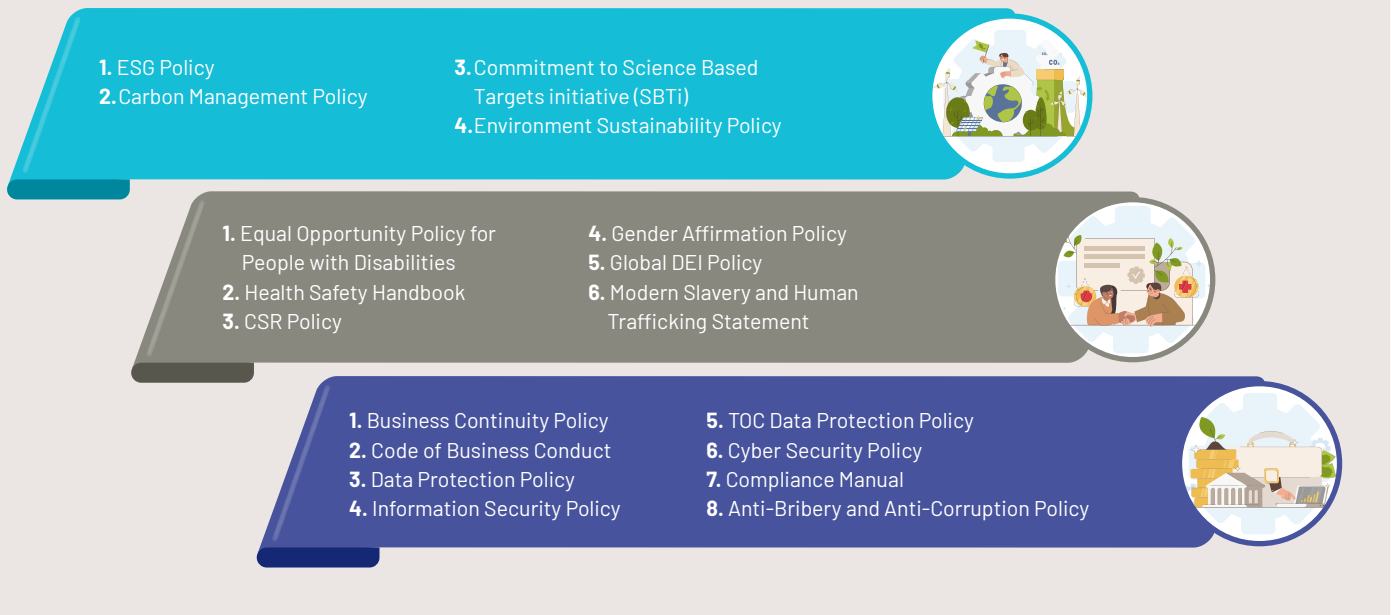 1. ESG Policy
2. Carbon Management Policy
3. Commitment to Science Based
Targets initiative (SBTi)
4. Environment Sustainability Policy
CO₂
1. Equal Opportunity Policy for
People with Disabilities
2. Health Safety Handbook
3. CSR Policy
4. Gender Affirmation Policy
5. Global DEI Policy
6. Modern Slavery and Human
Trafficking Statement
1. Business Continuity Policy
2. Code of Business Conduct
3. Data Protection Policy
4. Information Security Policy
5. TOC Data Protection Policy
6. Cyber Security Policy
7. Compliance Manual
8. Anti-Bribery and Anti-Corruption Policy